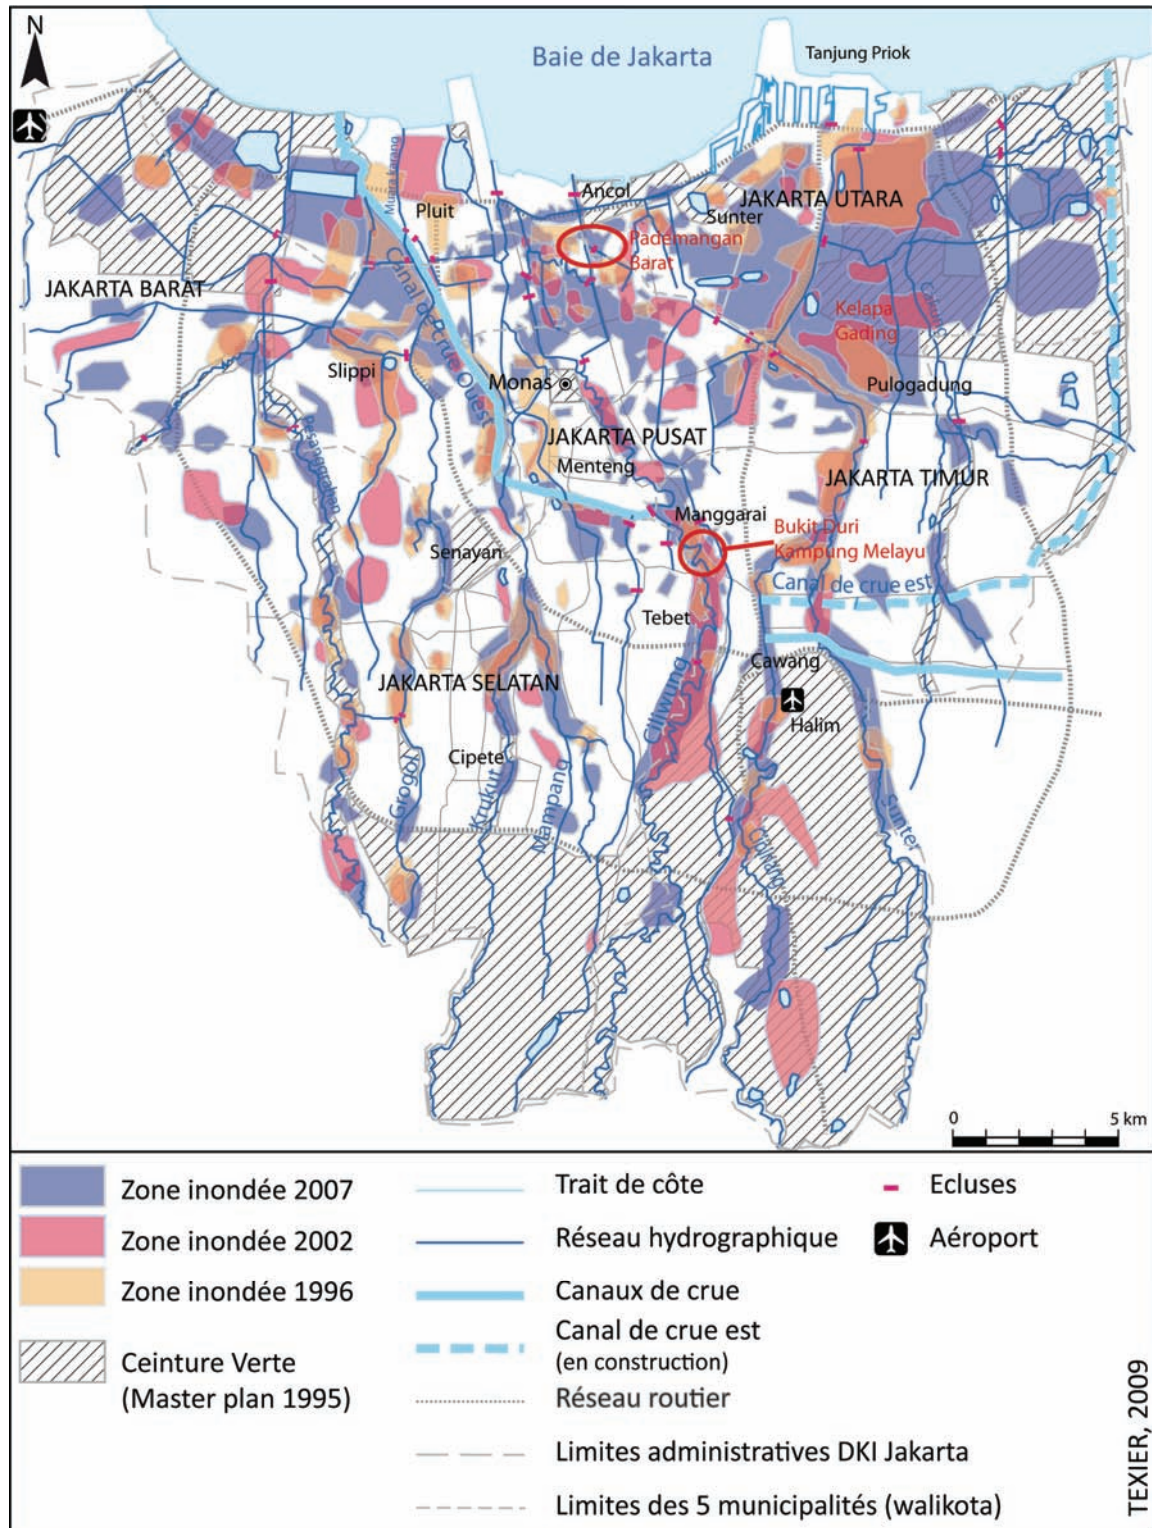 N
Baie de Jakarta
Tanjung Priok
Ancol
Muara Karang
Pluit
Sunter
JAKARTA UTARA
Pademangan
Barat
JAKARTA BARAT
Canal de crue Ouest
Kelapa
Gading
Cakung
Slippi
Monas
Pulogadung
Pesanggrahan
JAKARTA PUSAT
Menteng
JAKARTA TIMUR
Manggarai
Bukit Duri
Kampung Melayu
Senayan
Canal de crue est
Tebet
Cawang
JAKARTA SELATAN
Ciliwung
Halim
Cipete
Grogol
Krukut
Mampang
Sunter
Cipinang
0
5 km
Zone inondée 2007
Zone inondée 2002
Zone inondée 1996
Ceinture Verte
(Master plan 1995)
Trait de côte
Réseau hydrographique
Canaux de crue
Canal de crue est
(en construction)
Réseau routier
Limites administratives DKI Jakarta
Limites des 5 municipalités (walikota)
Ecluses
Aéroport
TEXIER, 2009